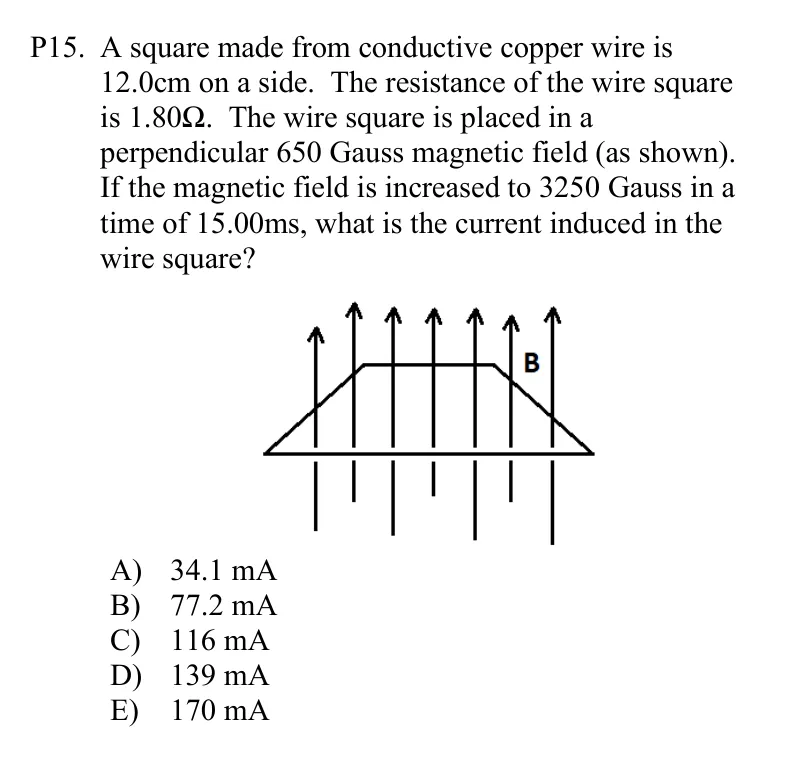 P15. A square made from conductive copper wire is
12.0cm on a side. The resistance of the wire square
is 1.80Ω. The wire square is placed in a
perpendicular 650 Gauss magnetic field (as shown).
If the magnetic field is increased to 3250 Gauss in a
time of 15.00ms, what is the current induced in the
wire square?
B
A) 34.1 mA
B) 77.2 mA
C) 116 mA
D) 139 mA
E) 170 mA